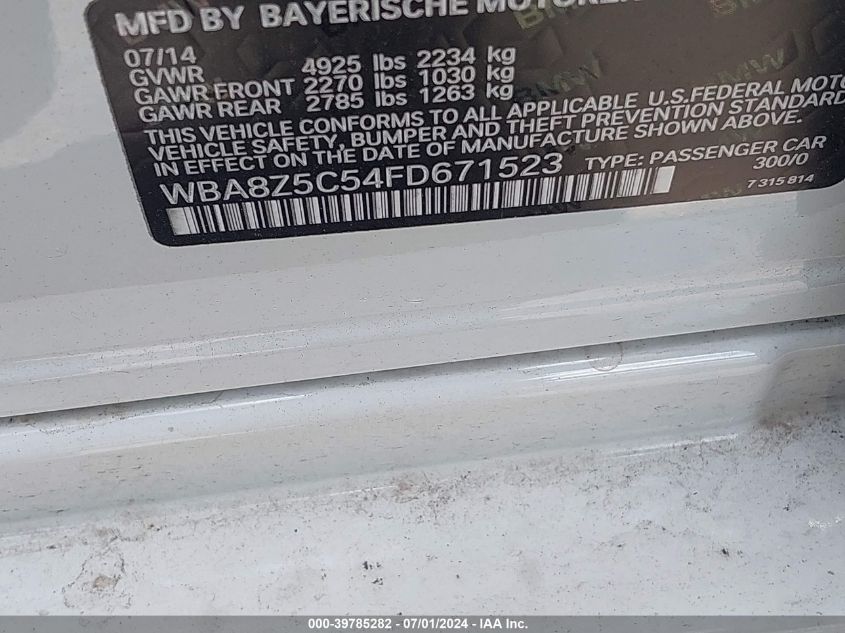 MFD BY BAYERISCHE
07/14
GVWR 4925 lbs 2234 kg
GAWR FRONT 2270 lbs 1030 kg
GAWR REAR 2785 lbs 1263 kg
THIS VEHICLE CONFORMS TO ALL APPLICABLE U.S.FEDERAL MOTO
VEHICLE SAFETY, BUMPER AND THEFT PREVENTION STANDARD
IN EFFECT ON THE DATE OF MANUFACTURE SHOWN ABOVE.
WBA8Z5C54FD671523 TYPE: PASSENGER CAR
300/0
7 315 814
000-39785282 - 07/01/2024 - IAA Inc.